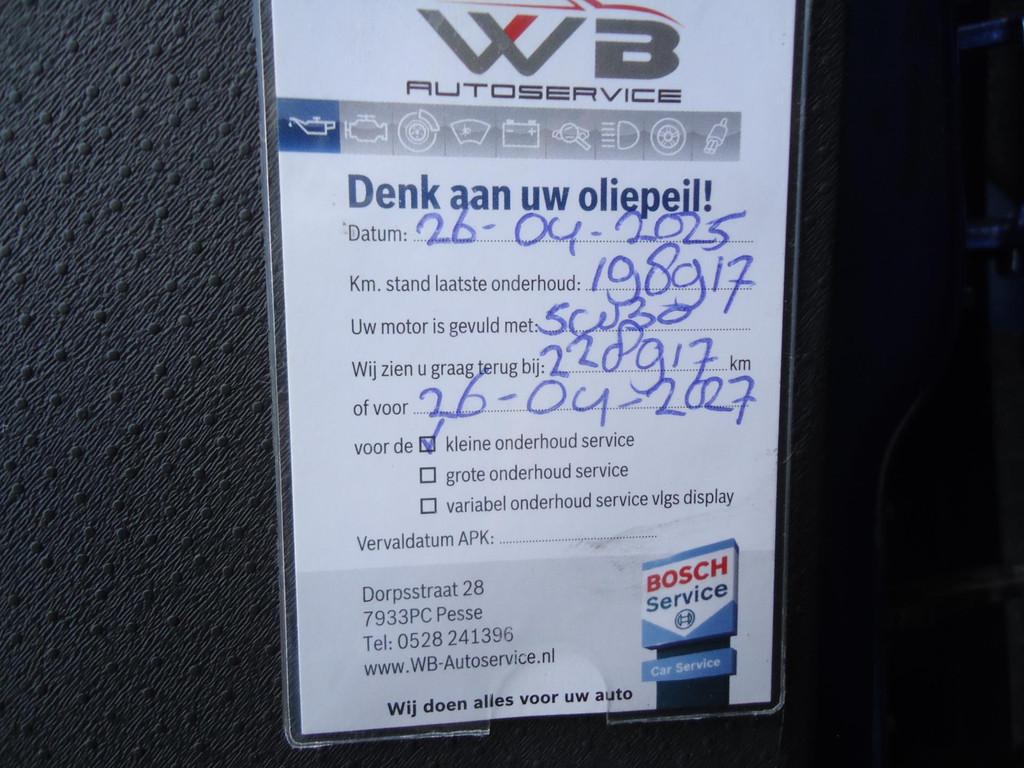 WB
AUTOSERVICE
Denk aan uw oliepeil!
Datum: 26-04-2025
Km. stand laatste onderhoud: 198917
Uw motor is gevuld met: 5w30
Wij zien u graag terug bij: 228917 km
of voor 26-04-2027
voor de ☑ kleine onderhoud service
☐ grote onderhoud service
☐ variabel onderhoud service vlgs display
Vervaldatum APK: ............................
Dorpsstraat 28
7933PC Pesse
Tel: 0528 241396
www.WB-Autoservice.nl
BOSCH
Service
Car Service
Wij doen alles voor uw auto